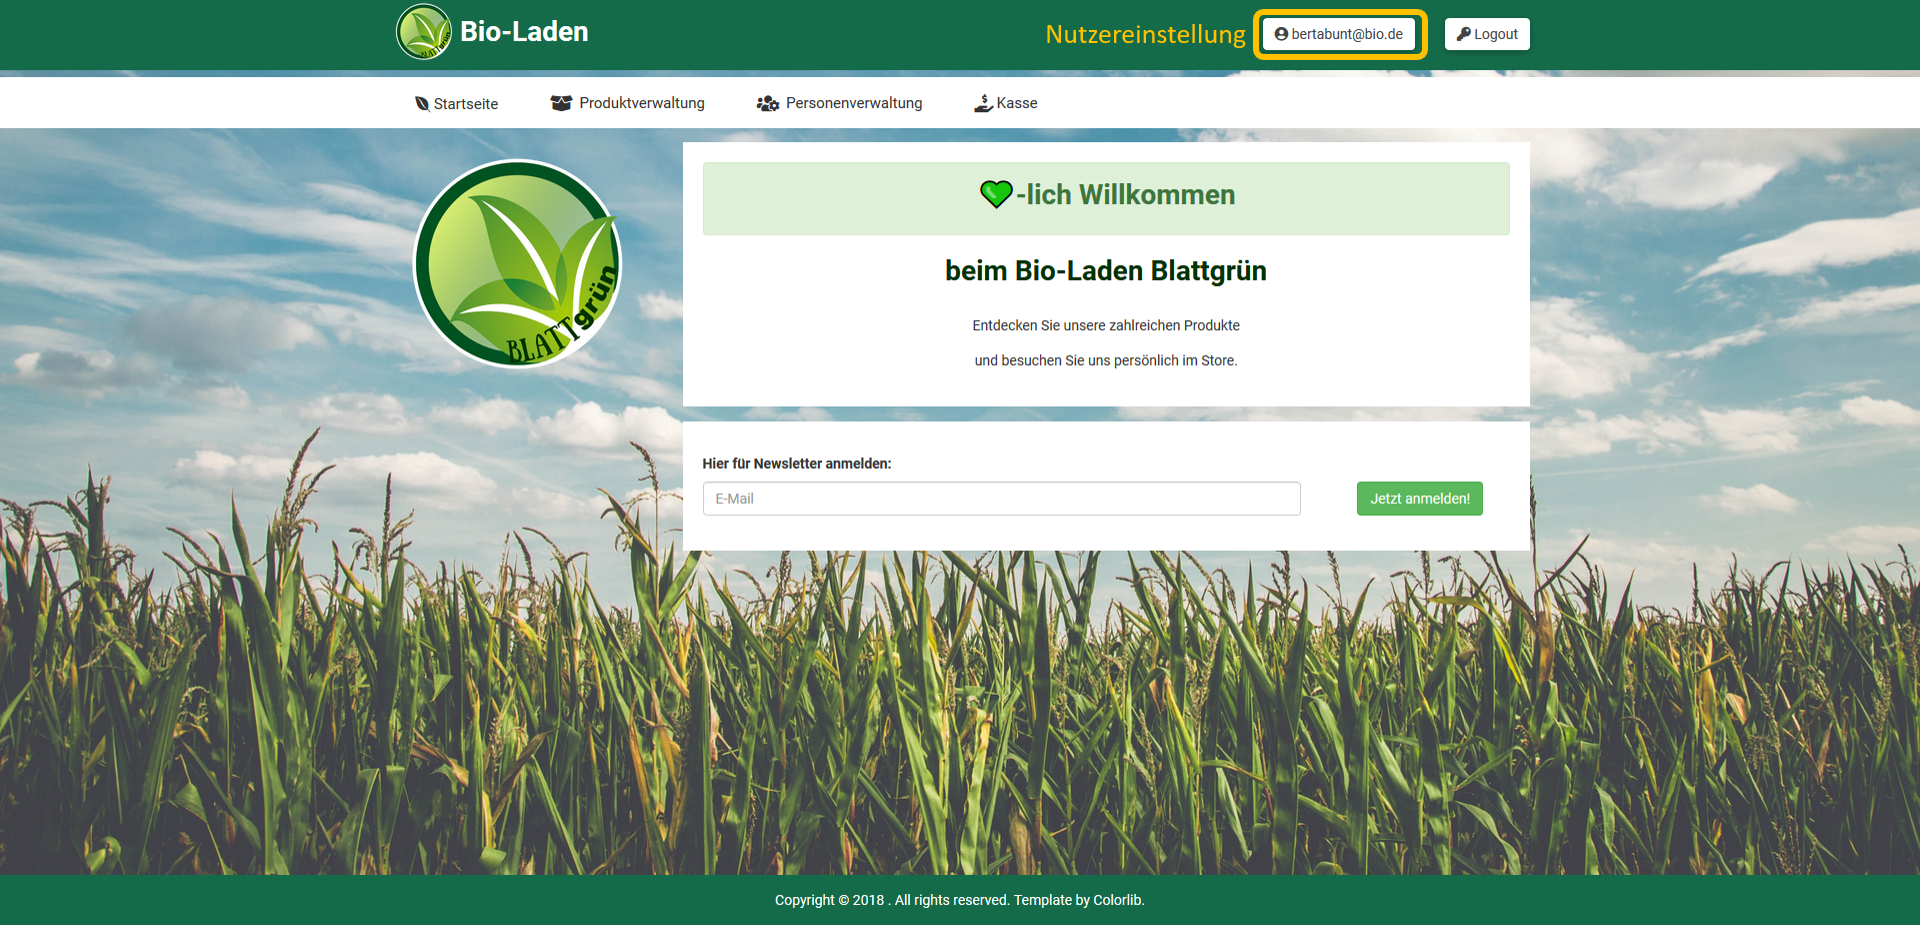 BLATTgrün
Bio-Laden
Nutzereinstellung
bertabunt@bio.de
Logout
Startseite
Produktverwaltung
Personenverwaltung
Kasse
BLATTgrün
-lich Willkommen
beim Bio-Laden Blattgrün
Entdecken Sie unsere zahlreichen Produkte
und besuchen Sie uns persönlich im Store.
Hier für Newsletter anmelden:
E-Mail
Jetzt anmelden!
Copyright © 2018 . All rights reserved. Template by Colorlib.